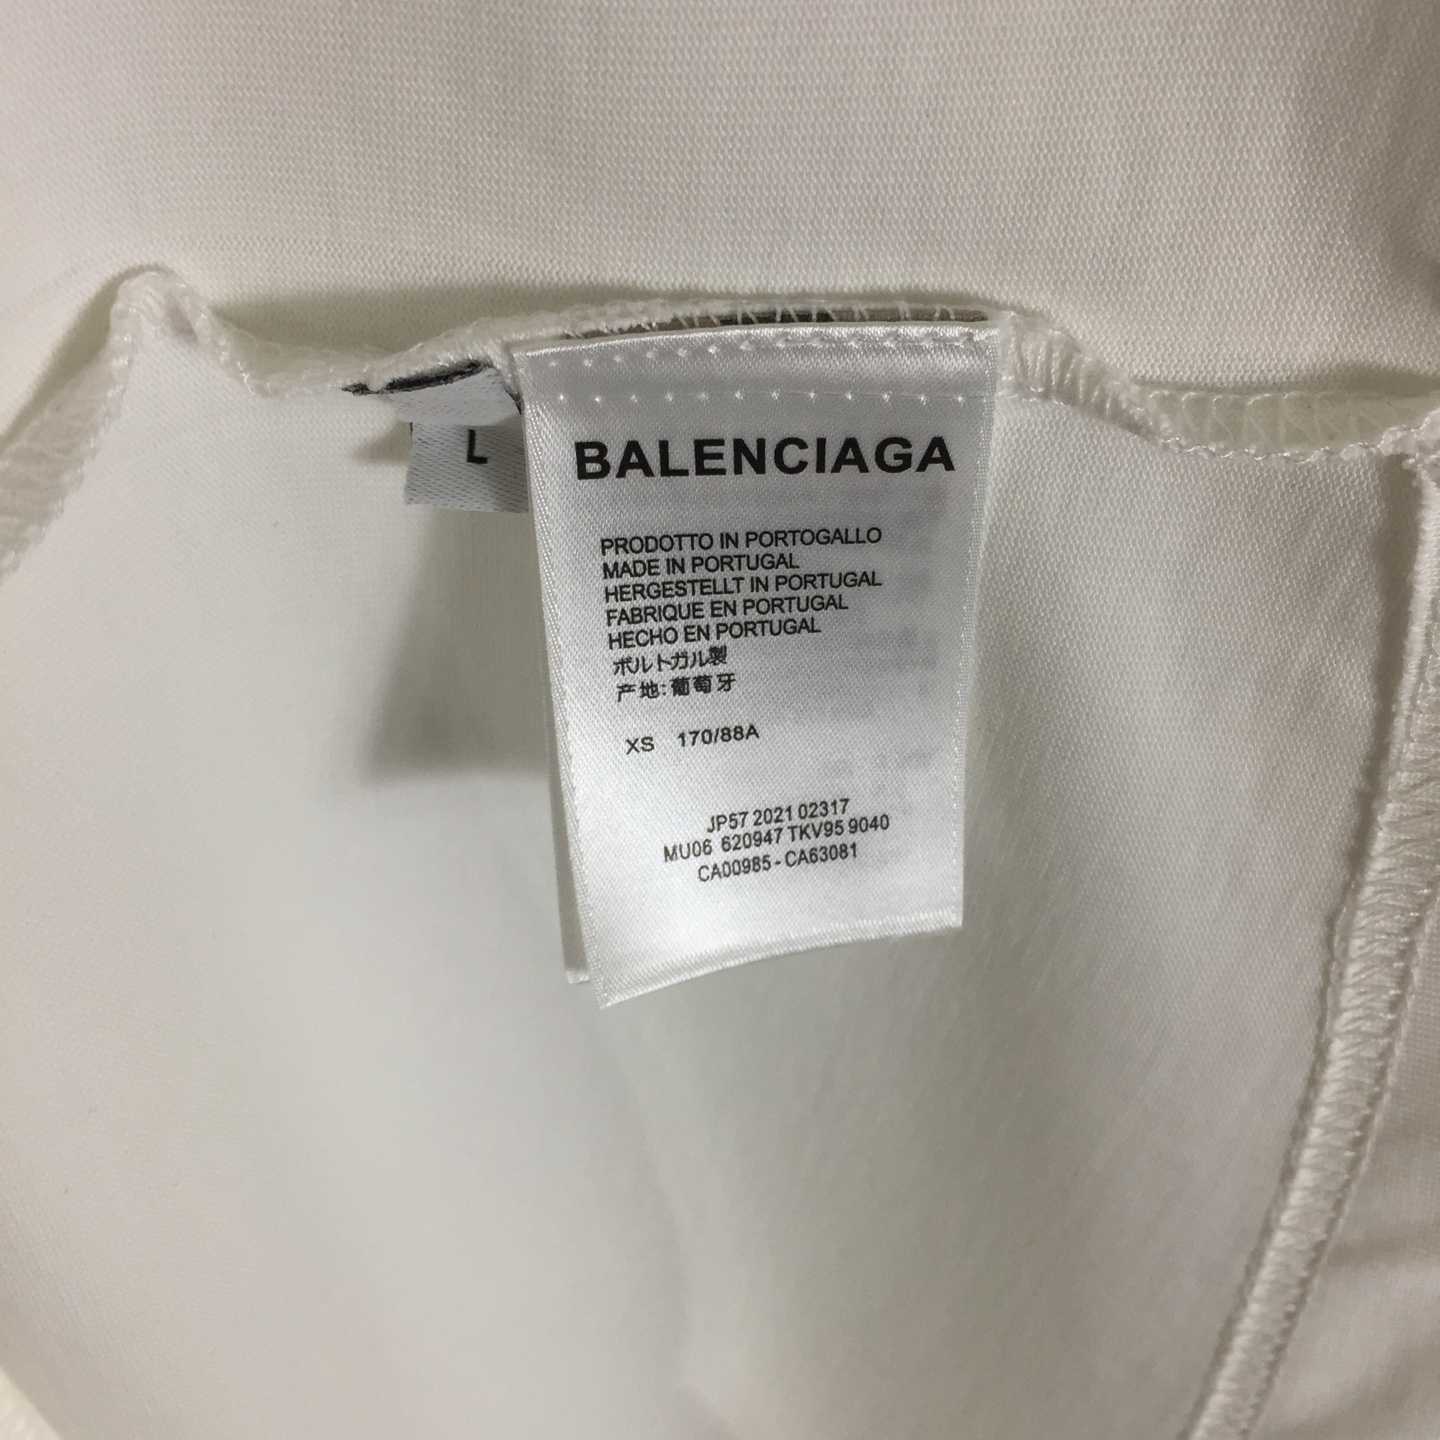 L
BALENCIAGA
PRODOTTO IN PORTOGALLO
MADE IN PORTUGAL
HERGESTELLT IN PORTUGAL
FABRIQUE EN PORTUGAL
HECHO EN PORTUGAL
ポルトガル製
产地:葡萄牙
XS 170/88A
JP57 2021 02317
MU06 620947 TKV95 9040
CA00985-CA63081